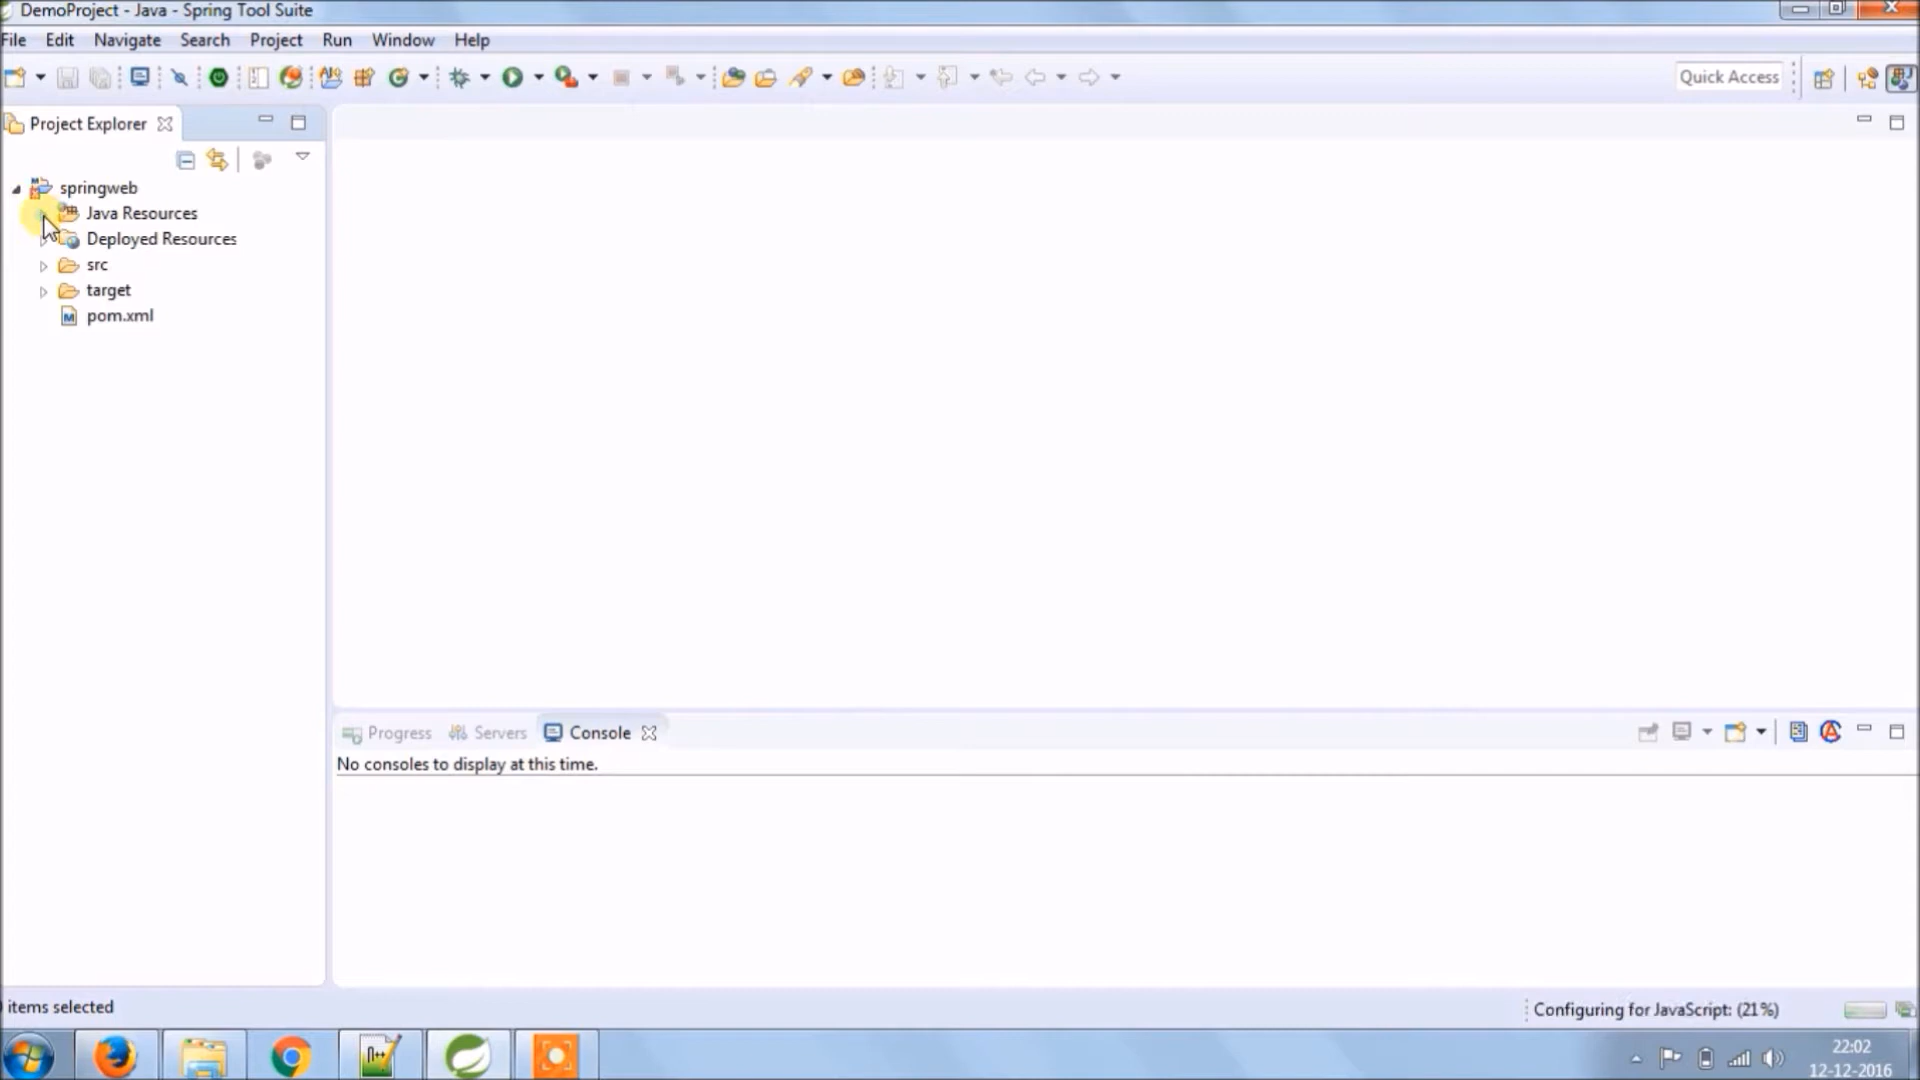 DemoProject - Java - Spring Tool Suite
File Edit Navigate Search Project Run Window Help
Quick Access
Project Explorer
springweb
Java Resources
Deployed Resources
src
target
pom.xml
Progress Servers Console
No consoles to display at this time.
items selected
Configuring for JavaScript: (21%)
22:02
12-12-2016